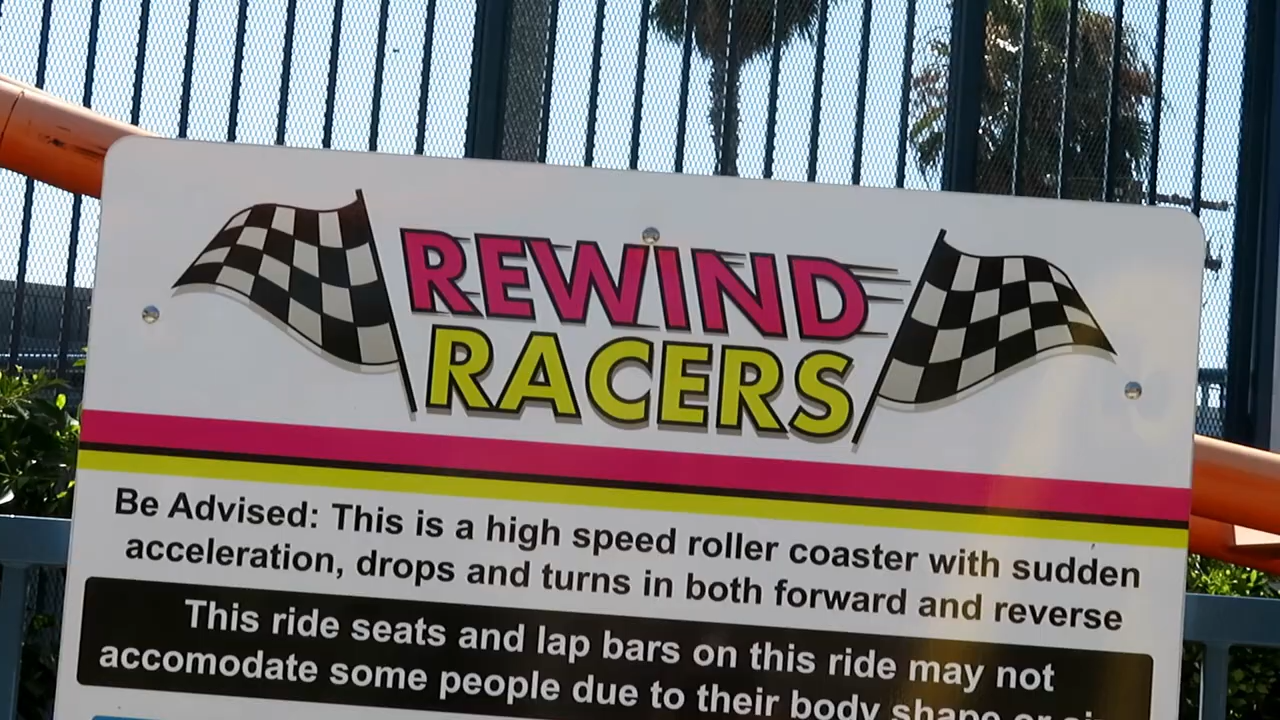 REWIND
RACERS
Be Advised: This is a high speed roller coaster with sudden
acceleration, drops and turns in both forward and reverse
This ride seats and lap bars on this ride may not
accomodate some people due to their body shape or